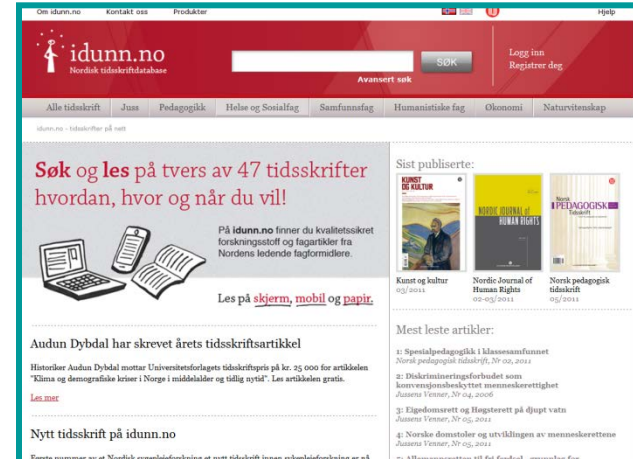 Om idunn.no Kontakt oss Produkter Hjelp
idunn.no
Nordisk tidsskriftdatabase
SØK
Avansert søk
Logg inn
Registrer deg
Alle tidsskrift Juss Pedagogikk Helse og Sosialfag Samfunnsfag Humanistiske fag Økonomi Naturvitenskap
idunn.no - tidsskrifter på nett
Søk og les på tvers av 47 tidsskrifter
hvordan, hvor og når du vil!
På idunn.no finner du kvalitetssikret
forskningsstoff og fagartikler fra
Nordens ledende fagformidlere.
Les på skjerm, mobil og papir.
Audun Dybdal har skrevet årets tidsskriftsartikkel
Historiker Audun Dybdal mottar Universitetsforlagets tidsskriftspris på kr. 25 000 for artikkelen
"Klima og demografiske kriser i Norge i middelalder og tidlig nytid". Les artikkelen gratis.
Les mer
Nytt tidsskrift på idunn.no
Sist publiserte:
KUNST
OG KULTUR
NORDIC JOURNAL of
HUMAN RIGHTS
Norsk
PEDAGOGISK
Tidsskrift
Kunst og kultur
03/2011
Nordic Journal of
Human Rights
02-03/2011
Norsk pedagogisk
tidsskrift
05/2011
Mest leste artikler:
1: Spesialpedagogikk i klassesamfunnet
Norsk pedagogisk tidsskrift, Nr 02, 2011
2: Diskrimineringsforbudet som
konvensjonsbeskyttet menneskerettighet
Jussens Venner, Nr 04, 2006
3: Eigedomsrett og Høgsterett på djupt vatn
Jussens Venner, Nr 05, 2011
4: Norske domstoler og utviklingen av menneskerettene
Jussens Venner, Nr 05, 2011